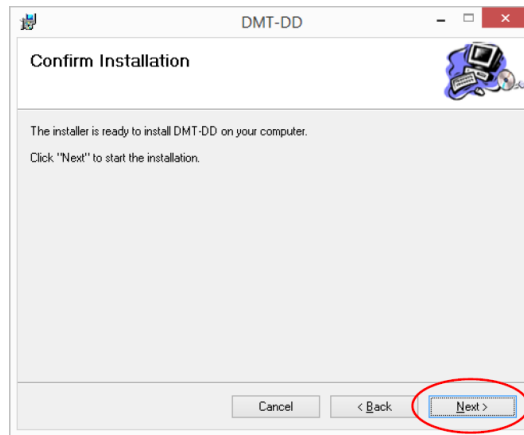 DMT-DD
Confirm Installation
The installer is ready to install DMT-DD on your computer.
Click "Next" to start the installation.
Cancel
< Back
Next >